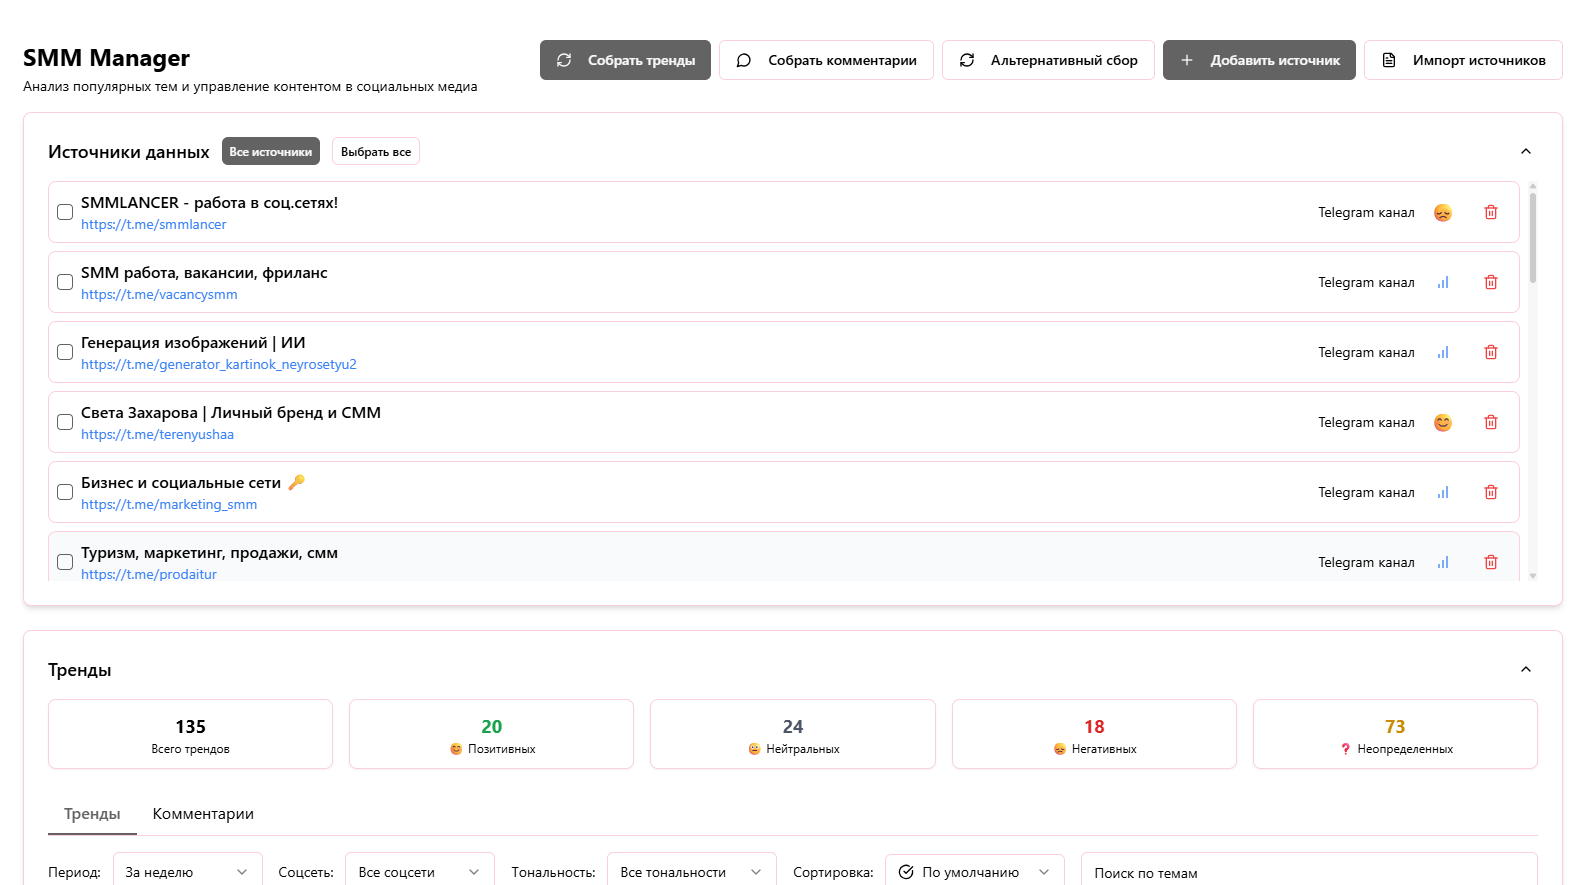 SMM Manager
Анализ популярных тем и управление контентом в социальных медиа
Собрать тренды
Собрать комментарии
Альтернативный сбор
Добавить источник
Импорт источников
Источники данных
Все источники
Выбрать все
SMMLANCER - работа в соц.сетях!
https://t.me/smmlancer
Telegram канал
SMM работа, вакансии, фриланс
https://t.me/vacancysmm
Telegram канал
Генерация изображений | ИИ
https://t.me/generator_kartinok_neyrosetyu2
Telegram канал
Света Захарова | Личный бренд и СММ
https://t.me/terenyushaa
Telegram канал
Бизнес и социальные сети 🔑
https://t.me/marketing_smm
Telegram канал
Туризм, маркетинг, продажи, смм
https://t.me/prodaitur
Telegram канал
Тренды
135
Всего трендов
20
Позитивных
24
Нейтральных
18
Негативных
73
❓ Неопределенных
Тренды
Комментарии
Период:
За неделю
Соцсеть:
Все соцсети
Тональность:
Все тональности
Сортировка:
По умолчанию
Поиск по темам